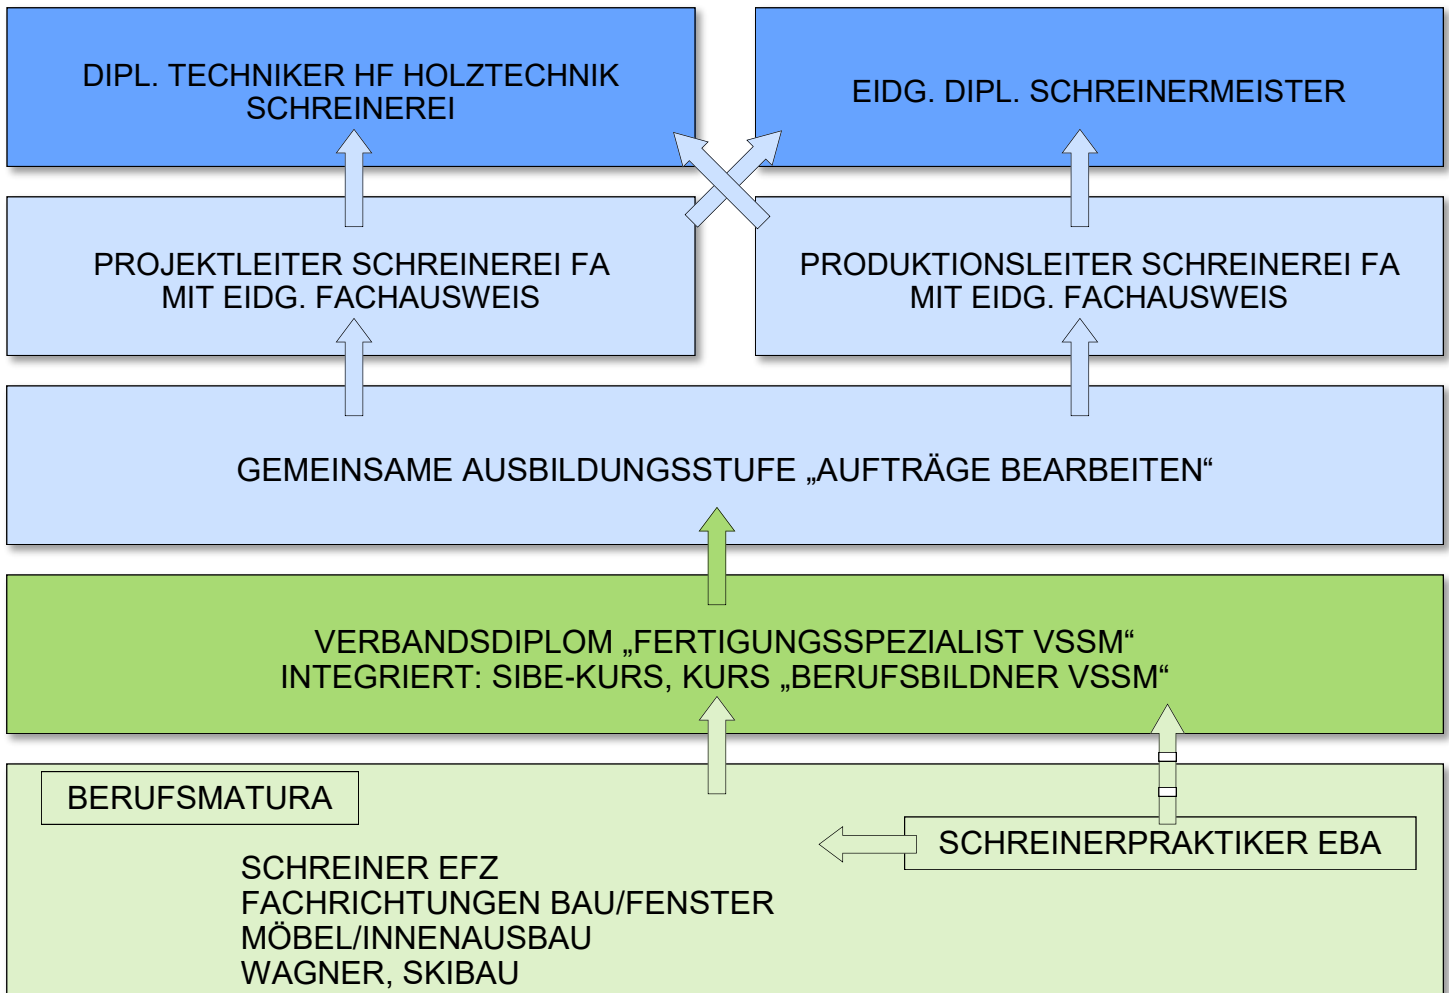 DIPL. TECHNIKER HF HOLZTECHNIK
SCHREINEREI
EIDG. DIPL. SCHREINERMEISTER
PROJEKTLEITER SCHREINEREI FA
MIT EIDG. FACHAUSWEIS
PRODUKTIONSLEITER SCHREINEREI FA
MIT EIDG. FACHAUSWEIS
GEMEINSAME AUSBILDUNGSSTUFE „AUFTRÄGE BEARBEITEN“
VERBANDSDIPLOM „FERTIGUNGSSPEZIALIST VSSM“
INTEGRIERT: SIBE-KURS, KURS „BERUFSBILDNER VSSM“
BERUFSMATURA
SCHREINERPRAKTIKER EBA
SCHREINER EFZ
FACHRICHTUNGEN BAU/FENSTER
MÖBEL/INNENAUSBAU
WAGNER, SKIBAU